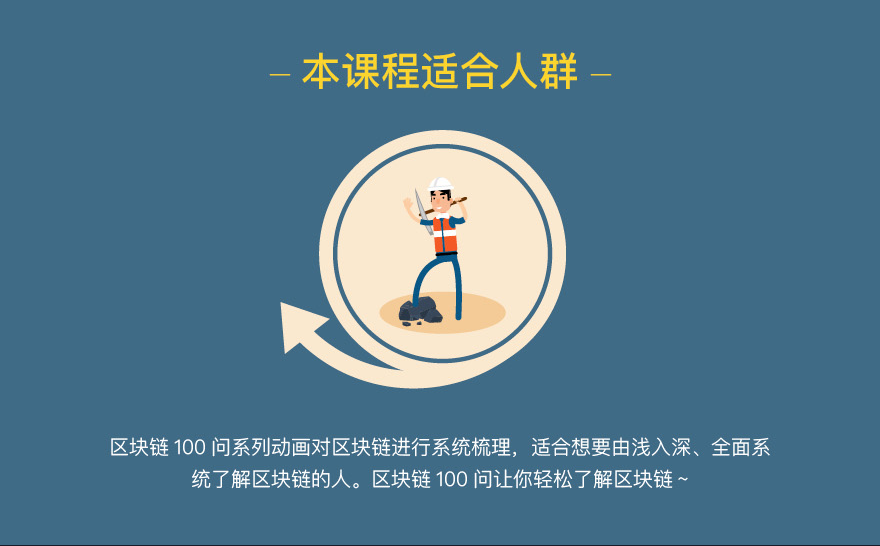 – 本课程适合人群 –
区块链 100 问系列动画对区块链进行系统梳理，适合想要由浅入深、全面系
统了解区块链的人。区块链 100 问让你轻松了解区块链 ~